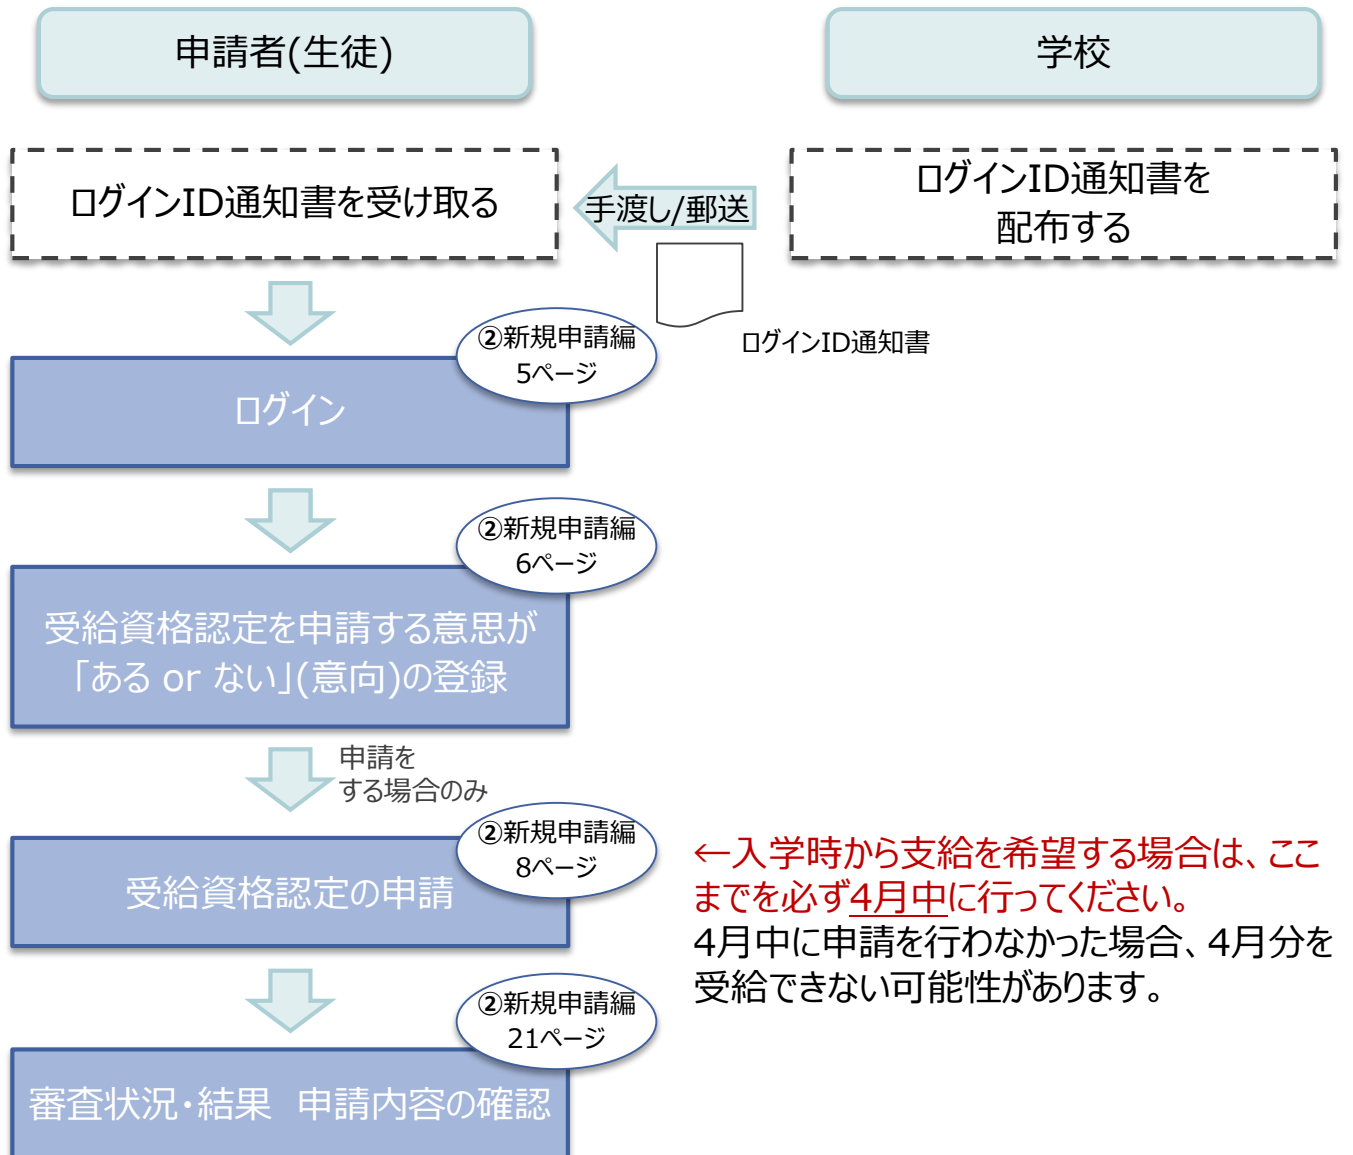 申請者(生徒)
学校
ログインID通知書を受け取る
手渡し/郵送
ログインID通知書を
配布する
ログインID通知書
②新規申請編
5ページ
ログイン
②新規申請編
6ページ
受給資格認定を申請する意思が
「ある or ない」(意向)の登録
申請を
する場合のみ
②新規申請編
8ページ
受給資格認定の申請
←入学時から支給を希望する場合は、ここ
までを必ず4月中に行ってください。
4月中に申請を行わなかった場合、4月分を
受給できない可能性があります。
②新規申請編
21ページ
審査状況・結果　申請内容の確認